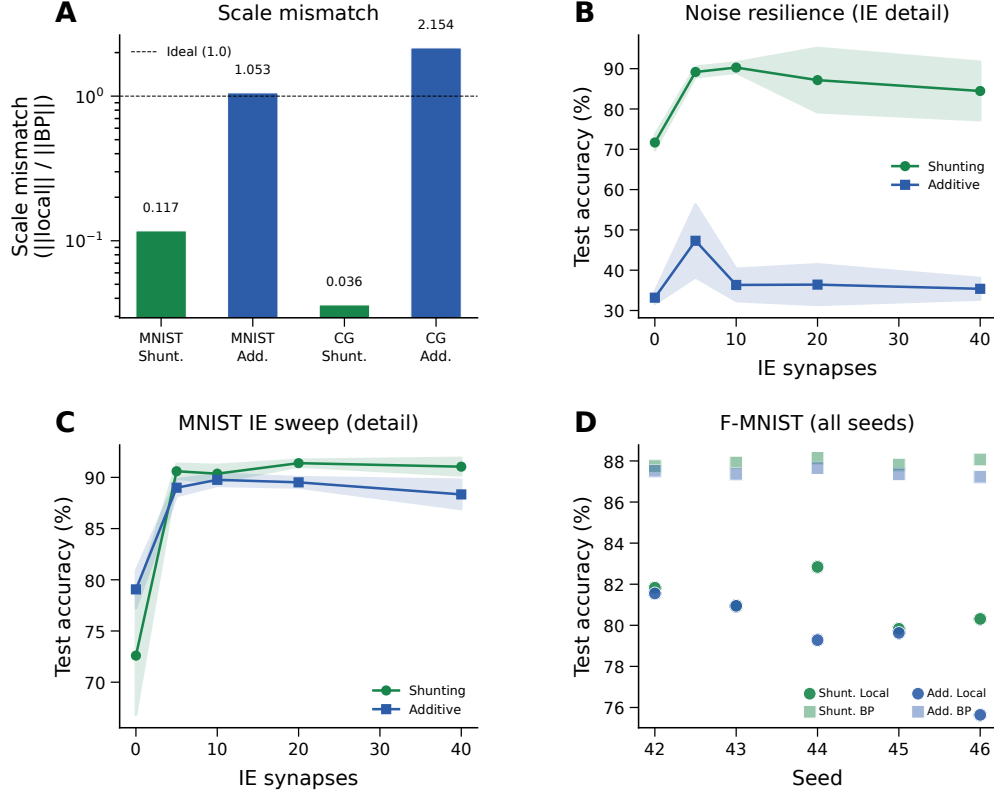 A
Scale mismatch
Scale mismatch
(||local|| / ||BP||)
10⁰
10⁻¹
Ideal (1.0)
0.117
1.053
0.036
2.154
MNIST
Shunt.
MNIST
Add.
CG
Shunt.
CG
Add.
B
Noise resilience (IE detail)
Test accuracy (%)
90
80
70
60
50
40
30
Shunting
Additive
0
10
20
30
40
IE synapses
C
MNIST IE sweep (detail)
Test accuracy (%)
90
85
80
75
70
Shunting
Additive
0
10
20
30
40
IE synapses
D
F-MNIST (all seeds)
Test accuracy (%)
88
86
84
82
80
78
76
Shunt. Local
Shunt. BP
Add. Local
Add. BP
42
43
44
45
46
Seed